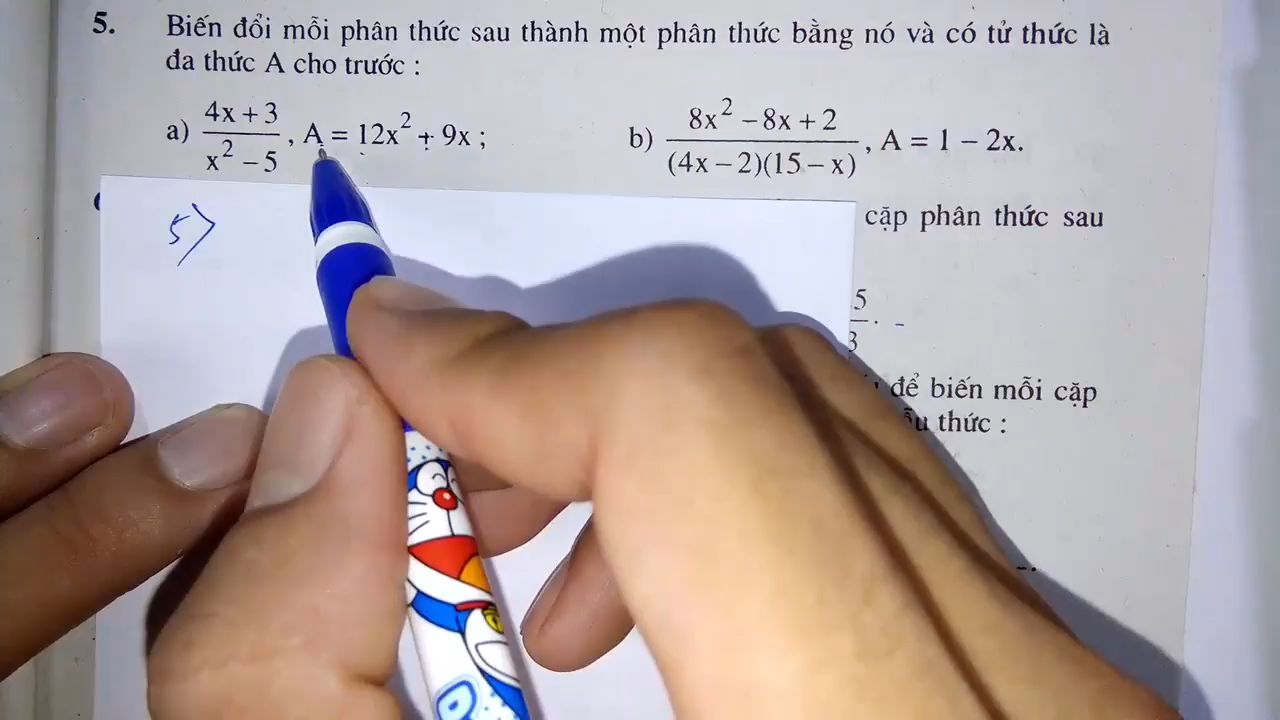 5. Biến đổi mỗi phân thức sau thành một phân thức bằng nó và có tử thức là
đa thức A cho trước :
a) (4x + 3)/(x² − 5) , A = 12x² + 9x ;
b) (8x² − 8x + 2)/((4x − 2)(15 − x)) , A = 1 − 2x.
5)
cặp phân thức sau
5
3
để biến mỗi cặp
thức :